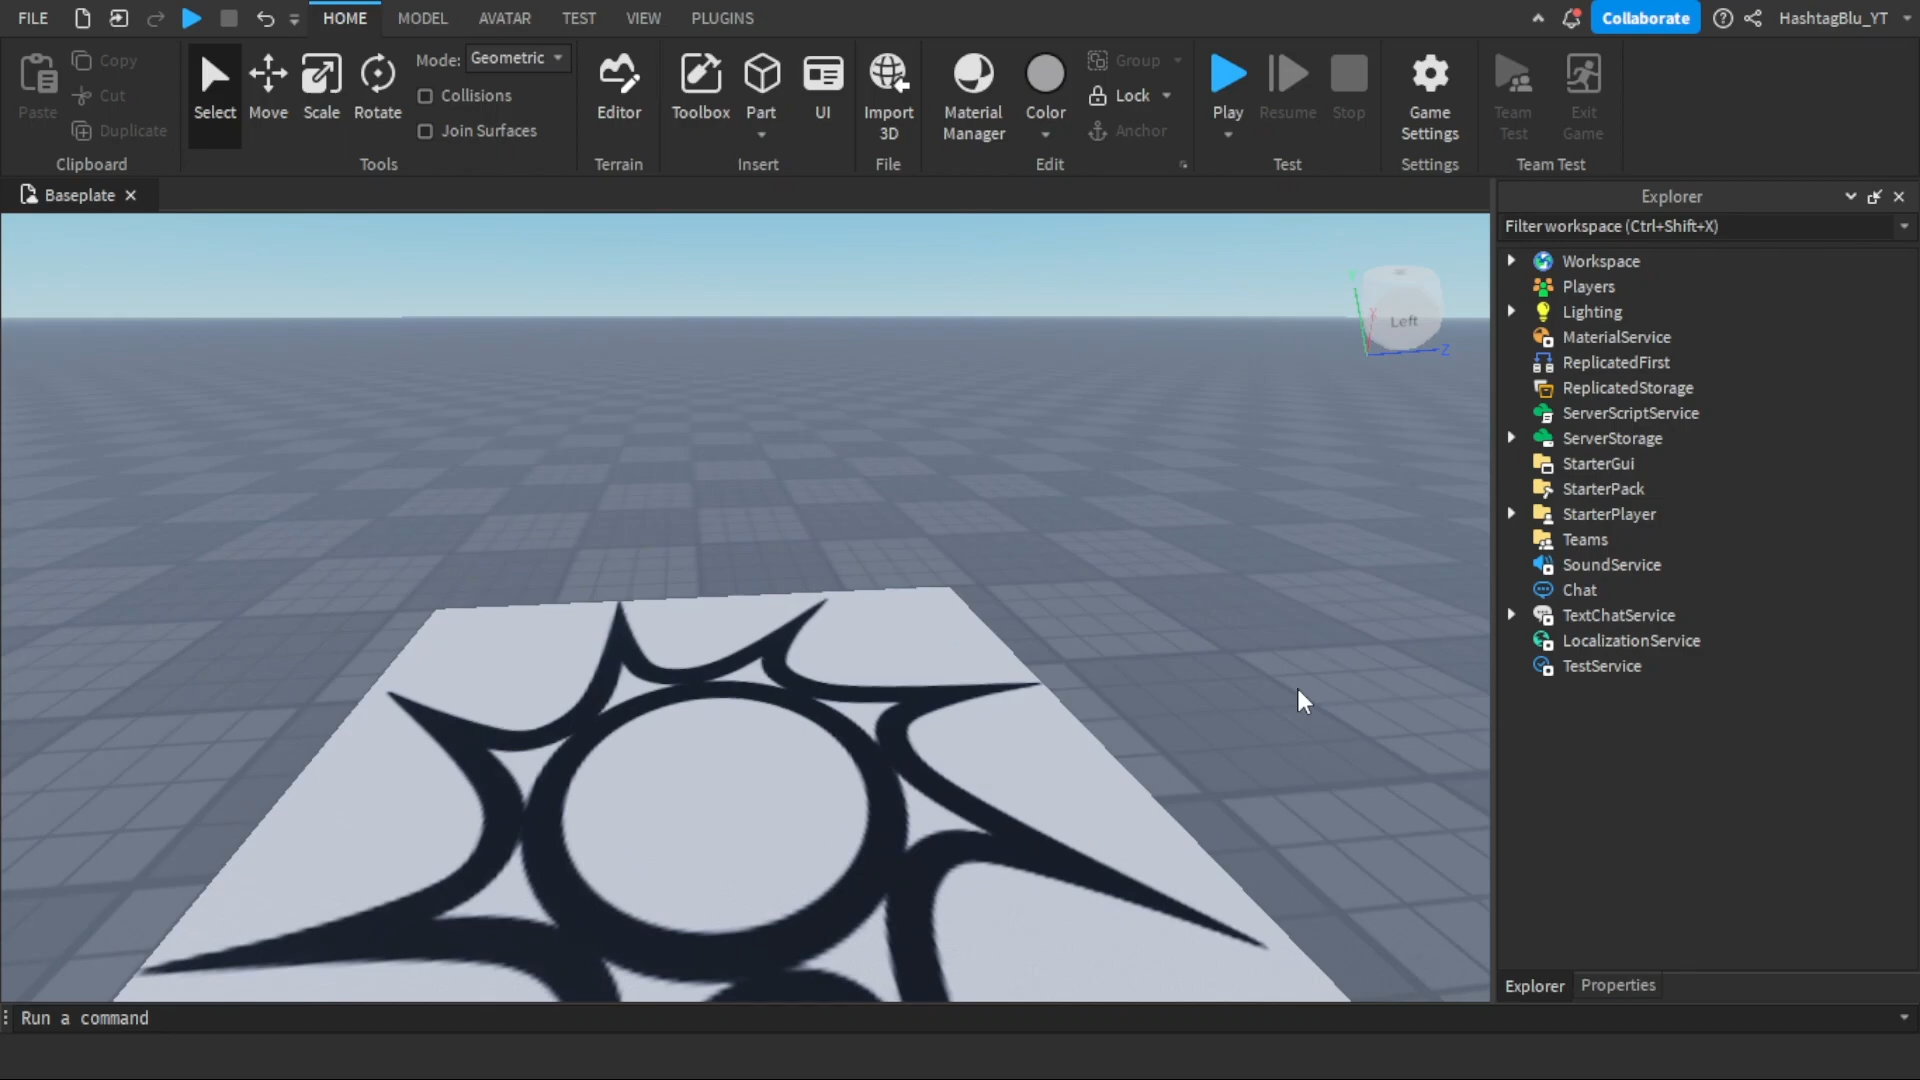 FILE HOME MODEL AVATAR TEST VIEW PLUGINS Collaborate HashtagBlu_YT
Paste Copy Cut Duplicate
Clipboard
Select Move Scale Rotate
Mode: Geometric
Collisions
Join Surfaces
Tools
Editor
Terrain
Toolbox Part UI
Insert
Import
3D
File
Material
Manager
Color
Group
Lock
Anchor
Edit
Play Resume Stop
Test
Game
Settings
Settings
Team
Test
Exit
Game
Team Test
Baseplate
Y
X
Left
Z
Explorer
Filter workspace (Ctrl+Shift+X)
Workspace
Players
Lighting
MaterialService
ReplicatedFirst
ReplicatedStorage
ServerScriptService
ServerStorage
StarterGui
StarterPack
StarterPlayer
Teams
SoundService
Chat
TextChatService
LocalizationService
TestService
Explorer Properties
Run a command